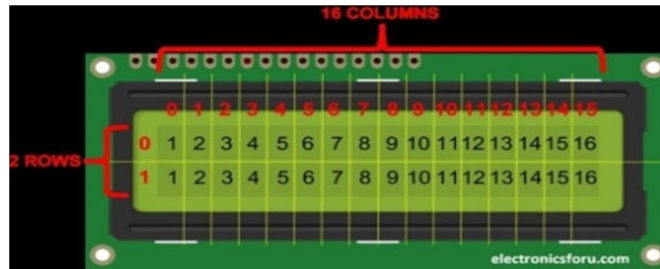 16 COLUMNS
0 1 2 3 4 5 6 7 8 9 10 11 12 13 14 15
0 1 2 3 4 5 6 7 8 9 10 11 12 13 14 15 16
2 ROWS
1 1 2 3 4 5 6 7 8 9 10 11 12 13 14 15 16
electronicsforu.com